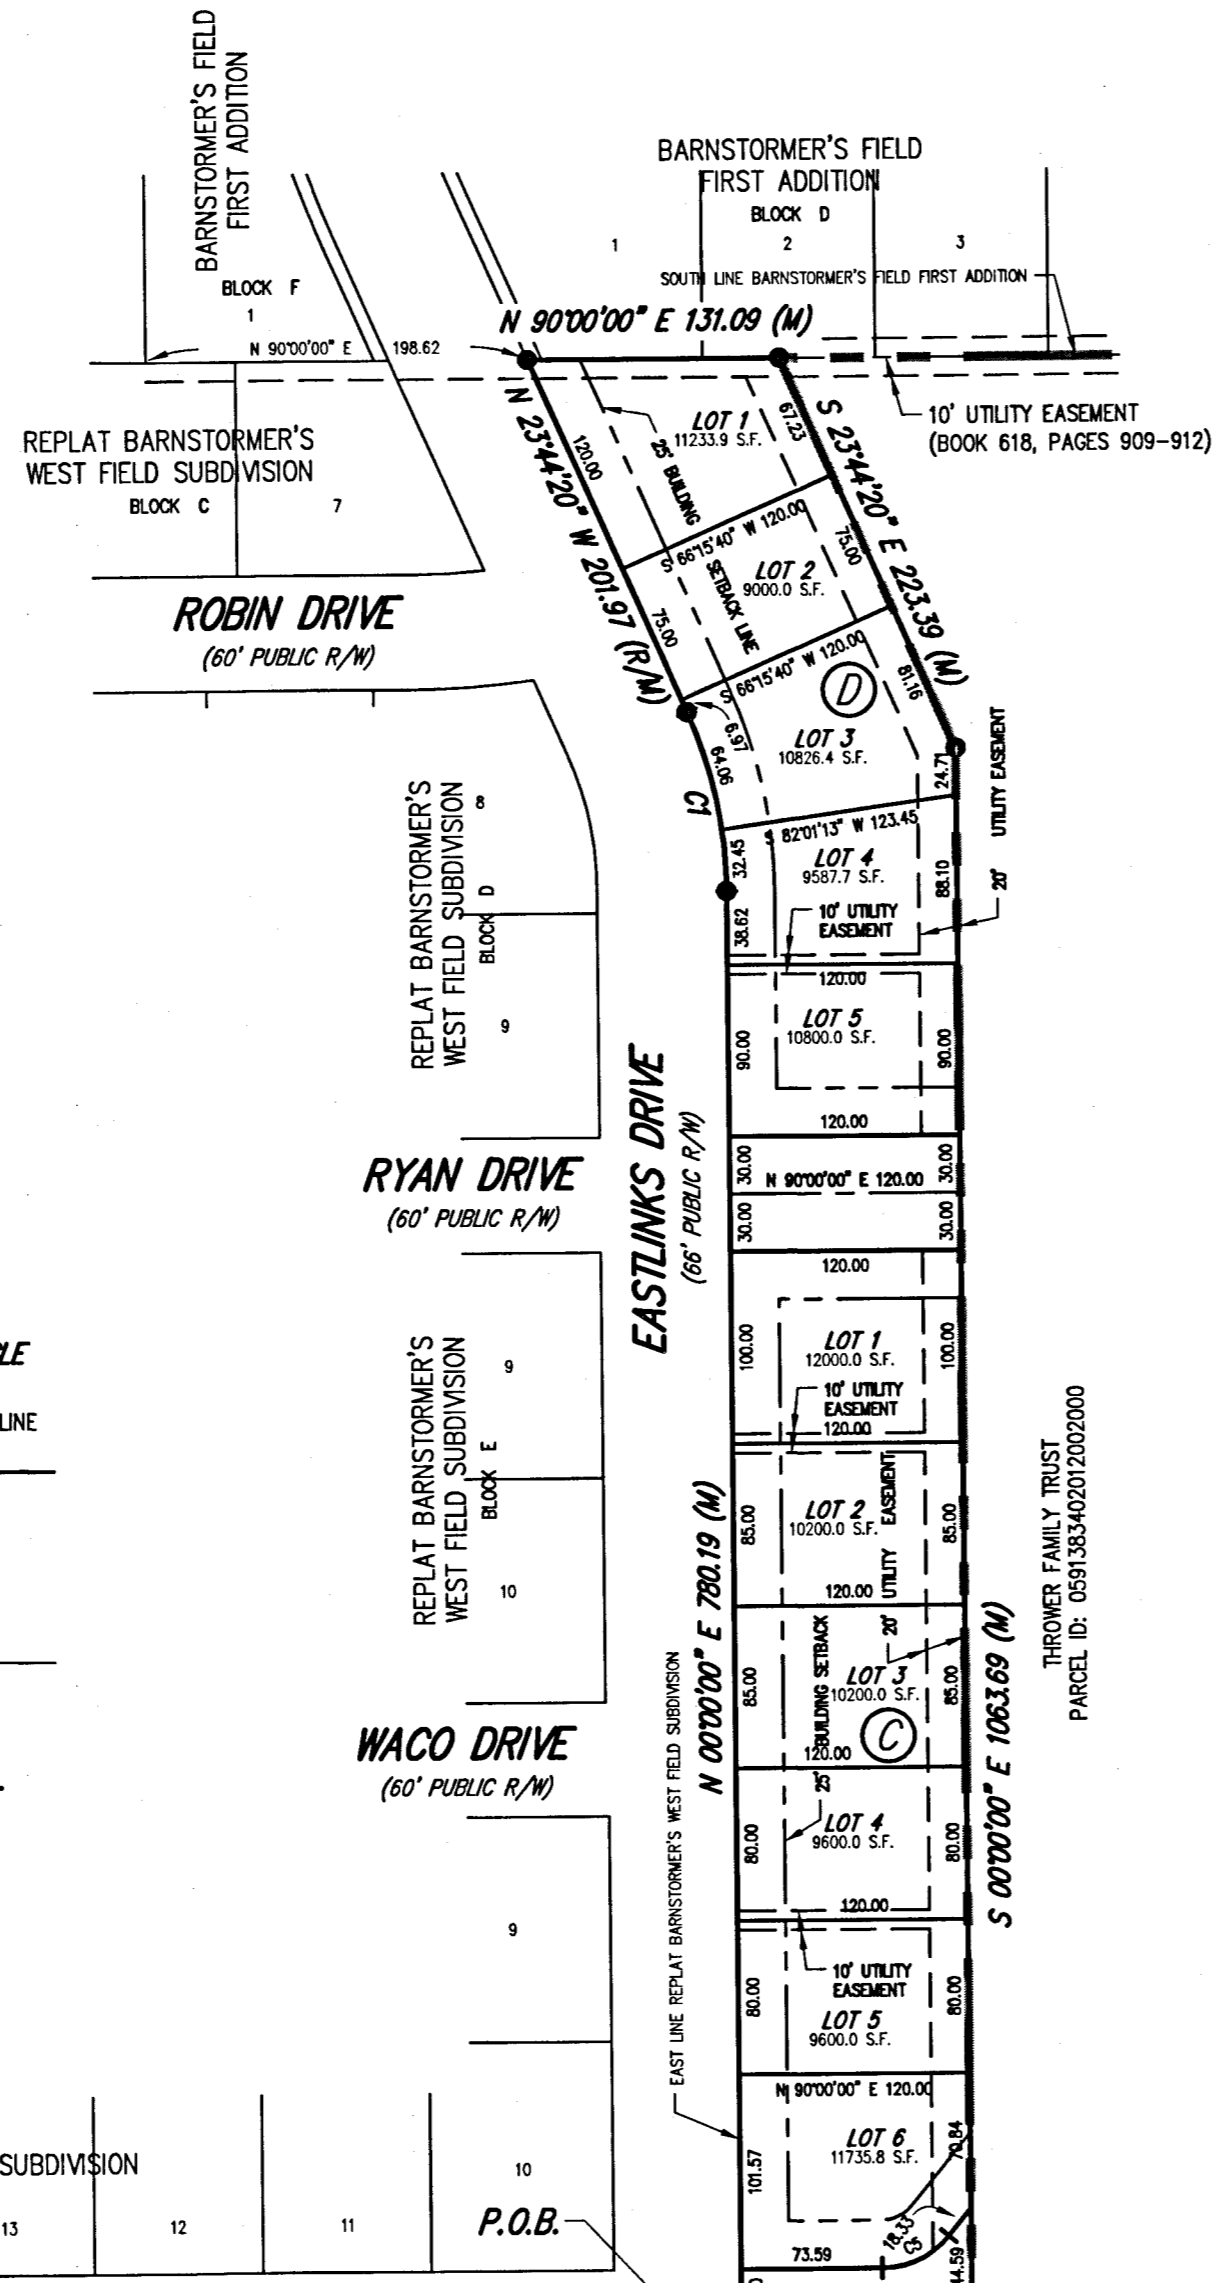 BARNSTORMER'S FIELD
FIRST ADDITION
BARNSTORMER'S FIELD
FIRST ADDITION
BLOCK D
1
2
3
SOUTH LINE BARNSTORMER'S FIELD FIRST ADDITION
BLOCK F
1
N 90°00'00" E 131.09 (M)
N 90°00'00" E 198.62
10' UTILITY EASEMENT
(BOOK 618, PAGES 909-912)
REPLAT BARNSTORMER'S
WEST FIELD SUBDIVISION
BLOCK C
7
N 23°44'20" W 201.97 (R/M)
S 23°44'20" E 223.39 (M)
LOT 1
11233.9 S.F.
67.23
120.00
25' BUILDING
SETBACK LINE
S 66°15'40" W 120.00
LOT 2
9000.0 S.F.
75.00
75.00
S 66°15'40" W 120.00
D
ROBIN DRIVE
(60' PUBLIC R/W)
6.97
64.06
C1
LOT 3
10826.4 S.F.
81.16
24.71
20' UTILITY EASEMENT
S 82°01'13" W 123.45
REPLAT BARNSTORMER'S
WEST FIELD SUBDIVISION
BLOCK D
8
9
32.45
38.62
LOT 4
9587.7 S.F.
88.10
10' UTILITY
EASEMENT
120.00
LOT 5
10800.0 S.F.
90.00
90.00
120.00
EASTLINKS DRIVE
(66' PUBLIC R/W)
RYAN DRIVE
(60' PUBLIC R/W)
30.00
N 90°00'00" E 120.00
30.00
30.00
30.00
120.00
LE
LINE
REPLAT BARNSTORMER'S
WEST FIELD SUBDIVISION
BLOCK E
9
10
100.00
LOT 1
12000.0 S.F.
100.00
10' UTILITY
EASEMENT
120.00
85.00
LOT 2
10200.0 S.F.
85.00
20' UTILITY EASEMENT
120.00
N 00°00'00" E 780.19 (M)
S 00°00'00" E 1063.69 (M)
THROWER FAMILY TRUST
PARCEL ID: 0591383402012002000
EAST LINE REPLAT BARNSTORMER'S WEST FIELD SUBDIVISION
85.00
25' BUILDING SETBACK
LOT 3
10200.0 S.F.
85.00
C
120.00
WACO DRIVE
(60' PUBLIC R/W)
80.00
LOT 4
9600.0 S.F.
80.00
120.00
9
10' UTILITY
EASEMENT
80.00
LOT 5
9600.0 S.F.
80.00
N 90°00'00" E 120.00
101.57
LOT 6
11735.8 S.F.
70.84
18.33
C5
73.59
44.59
SUBDIVISION
13
12
11
10
P.O.B.